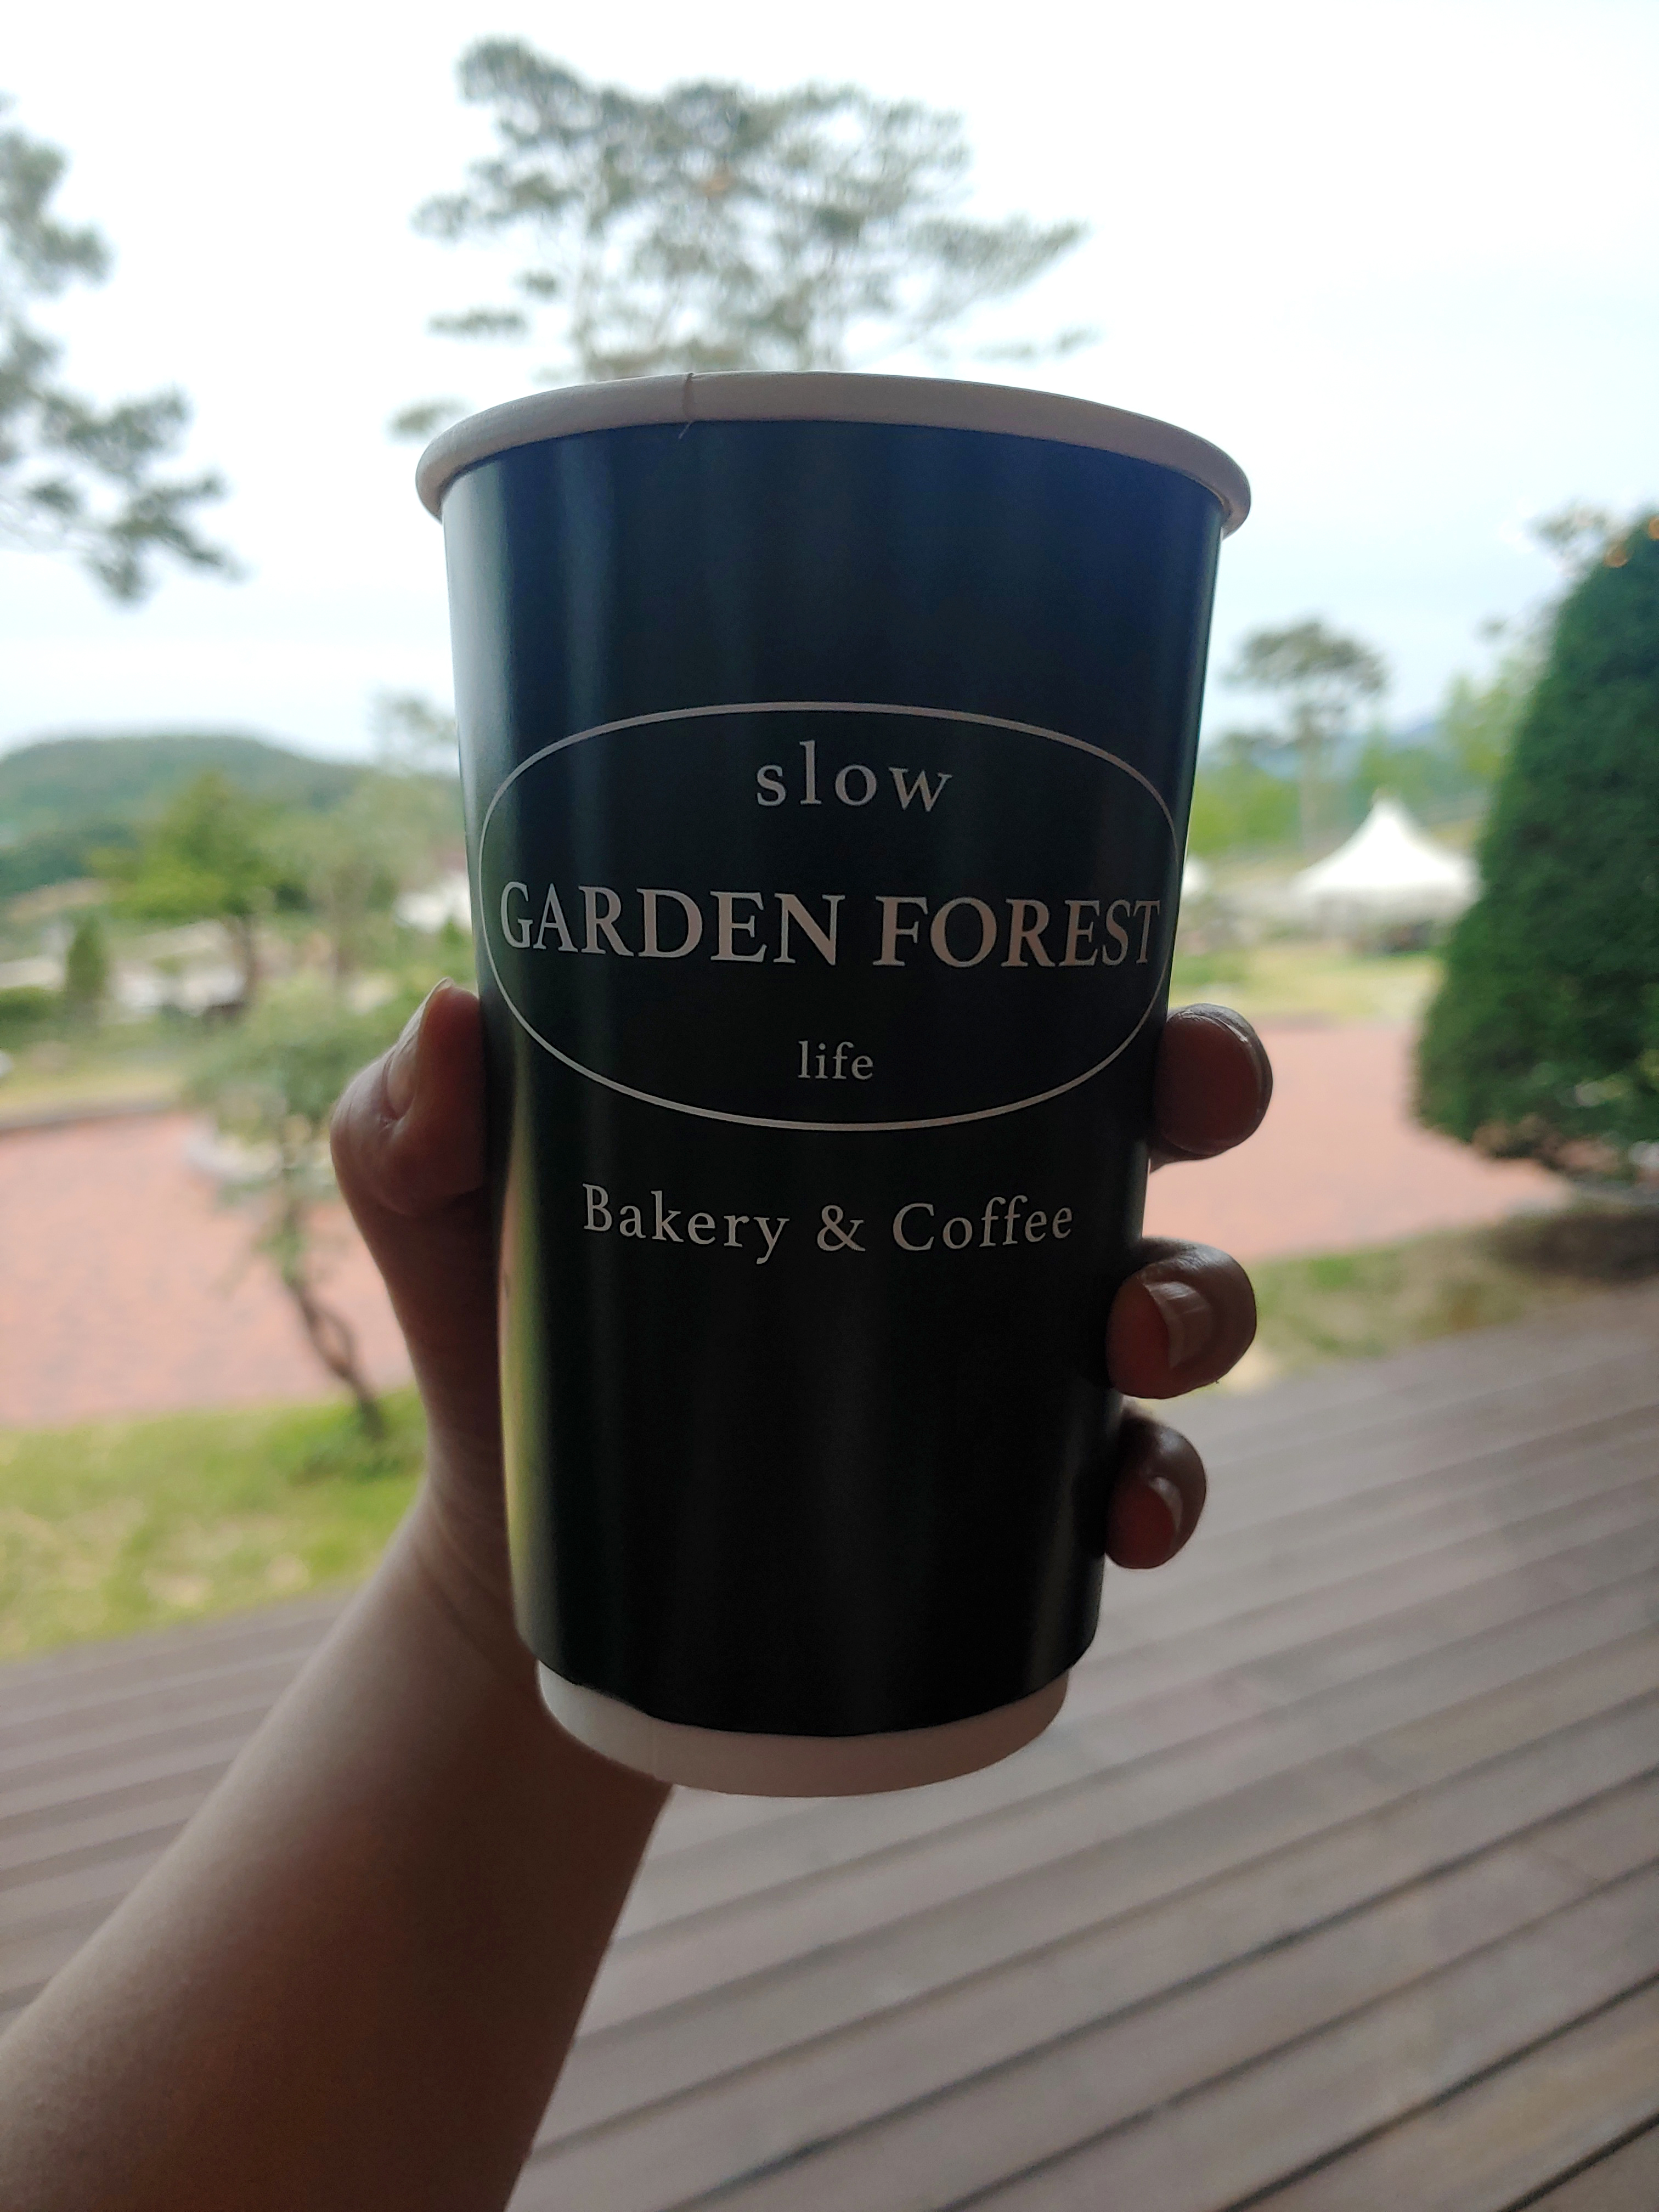 slow
GARDEN FOREST
life
Bakery & Coffee